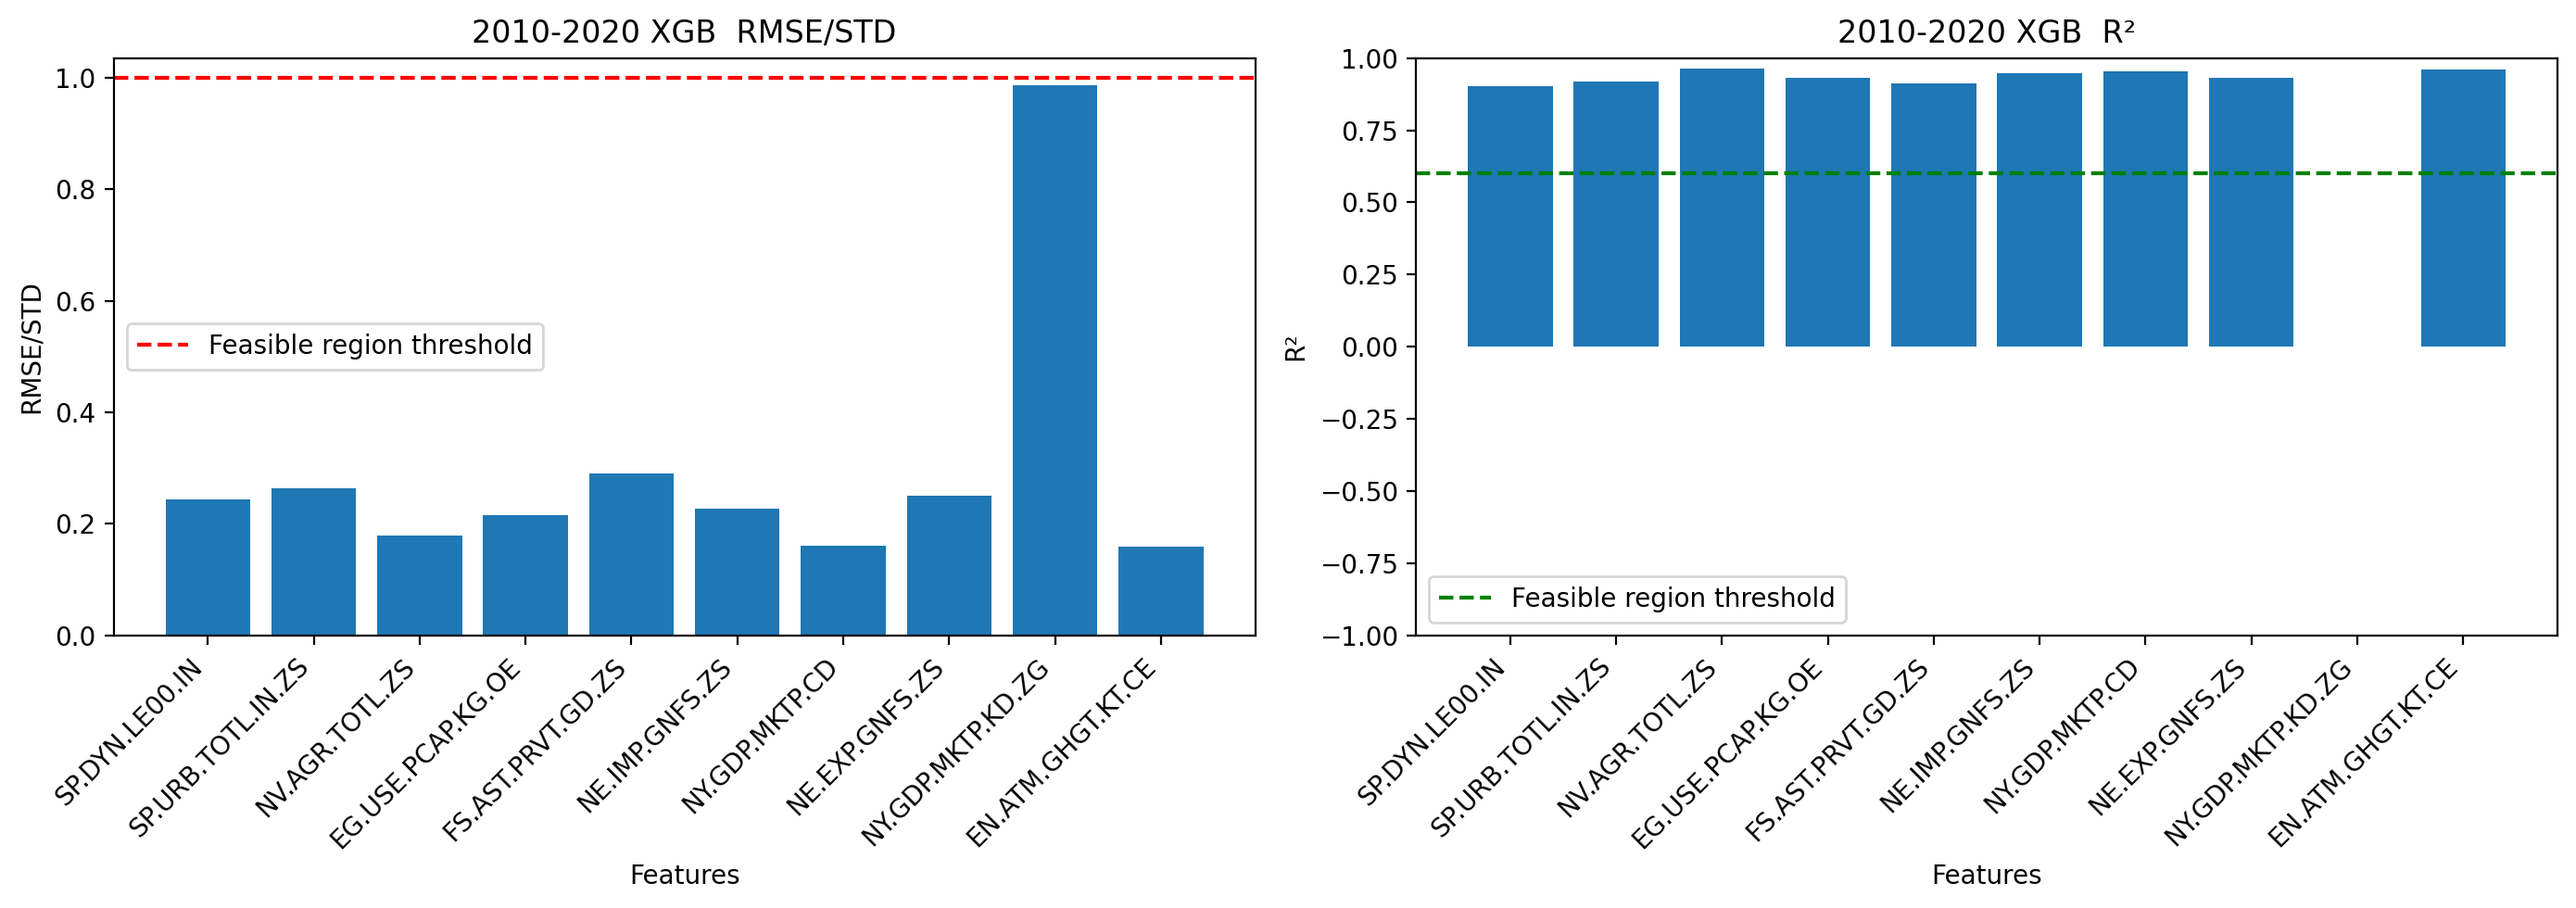 2010-2020 XGB  RMSE/STD
RMSE/STD
1.0
0.8
0.6
0.4
0.2
0.0
Feasible region threshold
SP.DYN.LE00.IN
SP.URB.TOTL.IN.ZS
NV.AGR.TOTL.ZS
EG.USE.PCAP.KG.OE
FS.AST.PRVT.GD.ZS
NE.IMP.GNFS.ZS
NY.GDP.MKTP.CD
NE.EXP.GNFS.ZS
NY.GDP.MKTP.KD.ZG
EN.ATM.GHGT.KT.CE
Features
2010-2020 XGB  R²
R²
1.00
0.75
0.50
0.25
0.00
−0.25
−0.50
−0.75
−1.00
Feasible region threshold
SP.DYN.LE00.IN
SP.URB.TOTL.IN.ZS
NV.AGR.TOTL.ZS
EG.USE.PCAP.KG.OE
FS.AST.PRVT.GD.ZS
NE.IMP.GNFS.ZS
NY.GDP.MKTP.CD
NE.EXP.GNFS.ZS
NY.GDP.MKTP.KD.ZG
EN.ATM.GHGT.KT.CE
Features